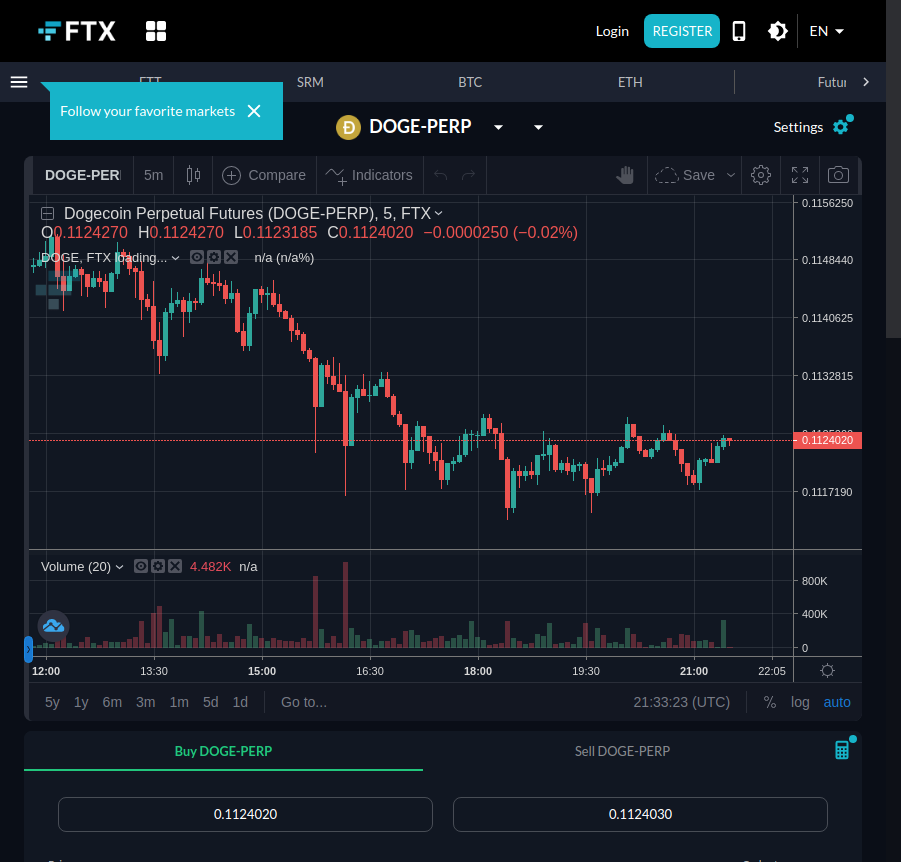 FTX
Login
REGISTER
EN
FTT
SRM
BTC
ETH
Futur
Follow your favorite markets
DOGE-PERP
Settings
DOGE-PER
5m
Compare
Indicators
Save
Dogecoin Perpetual Futures (DOGE-PERP), 5, FTX
O0.1124270 H0.1124270 L0.1123185 C0.1124020 −0.0000250 (−0.02%)
DOGE, FTX loading... n/a (n/a%)
0.1156250
0.1148440
0.1140625
0.1132815
0.1124020
0.1117190
Volume (20) 4.482K n/a
800K
400K
0
12:00 13:30 15:00 16:30 18:00 19:30 21:00 22:05
5y 1y 6m 3m 1m 5d 1d Go to... 21:33:23 (UTC) % log auto
Buy DOGE-PERP
Sell DOGE-PERP
0.1124020
0.1124030